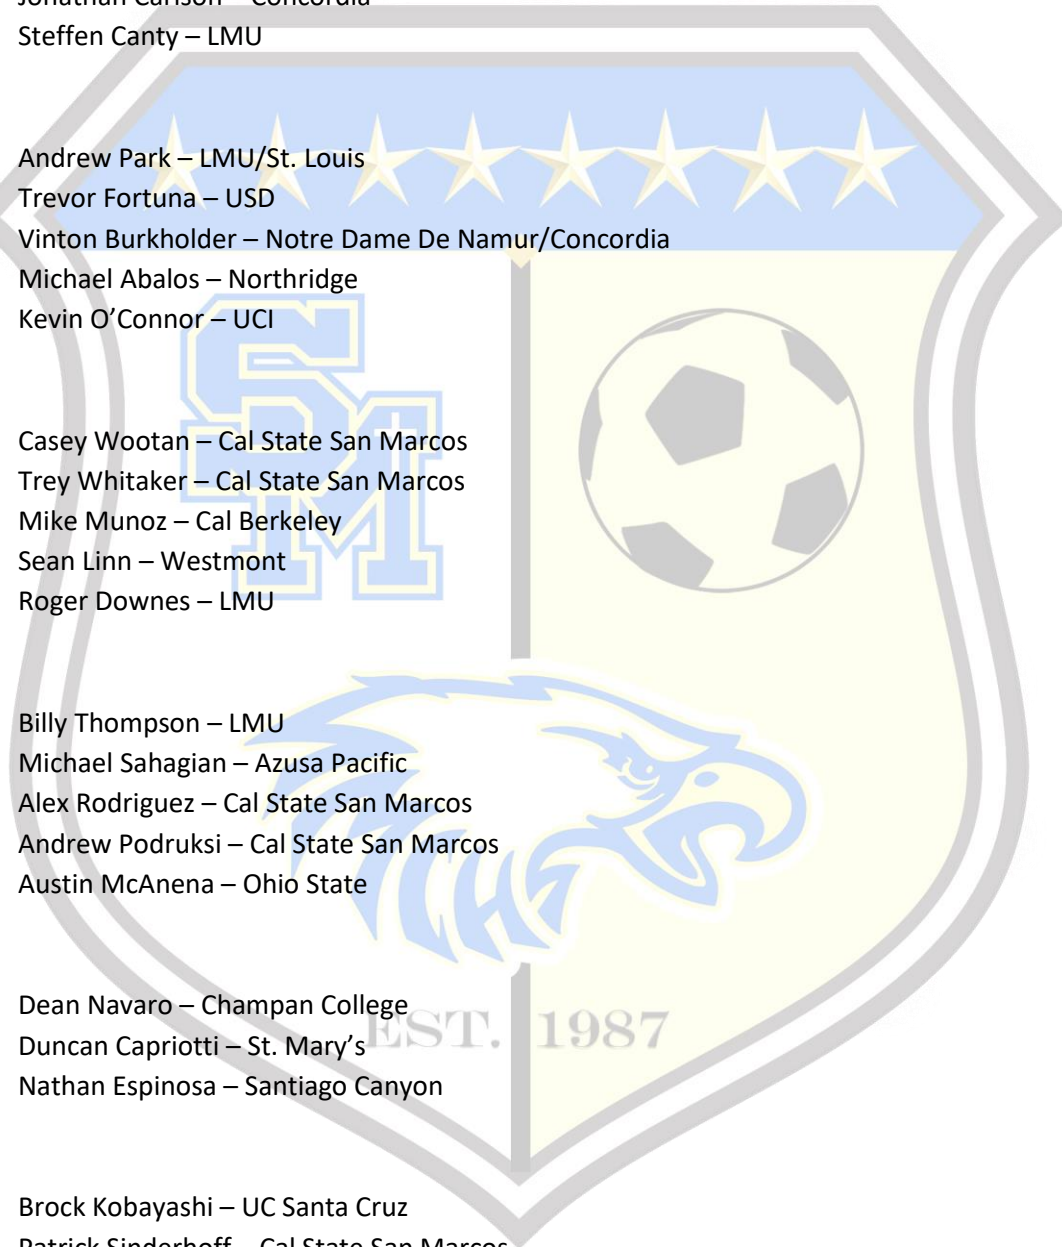 Jonathan Carlson – Concordia
Steffen Canty – LMU
Andrew Park – LMU/St. Louis
Trevor Fortuna – USD
Vinton Burkholder – Notre Dame De Namur/Concordia
Michael Abalos – Northridge
Kevin O’Connor – UCI
SM
Casey Wootan – Cal State San Marcos
Trey Whitaker – Cal State San Marcos
Mike Munoz – Cal Berkeley
Sean Linn – Westmont
Roger Downes – LMU
Billy Thompson – LMU
Michael Sahagian – Azusa Pacific
Alex Rodriguez – Cal State San Marcos
Andrew Podruksi – Cal State San Marcos
Austin McAnena – Ohio State
Dean Navaro – Champan College
EST. 1987
Duncan Capriotti – St. Mary’s
Nathan Espinosa – Santiago Canyon
Brock Kobayashi – UC Santa Cruz
Patrick Sinderhoff – Cal State San Marcos